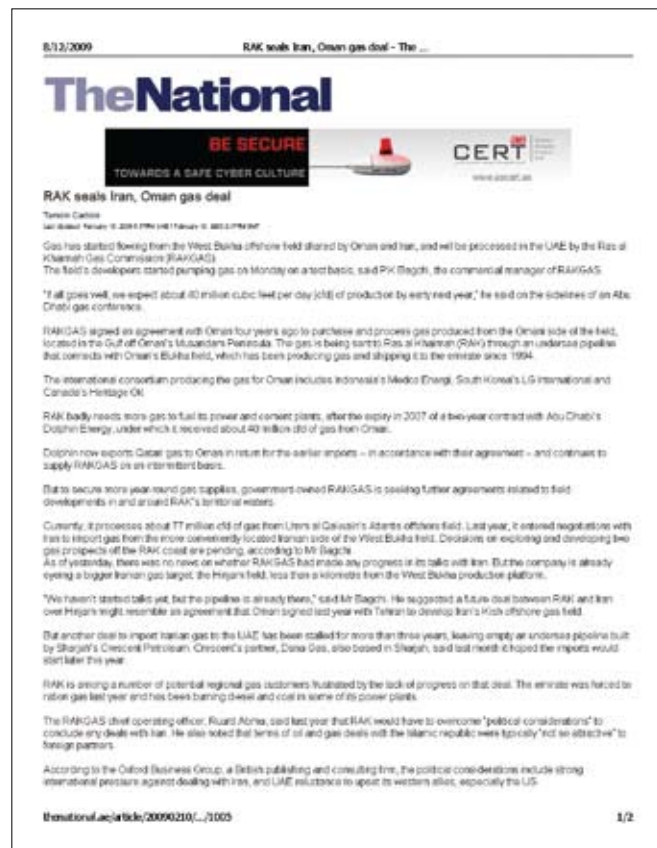 8/12/2009 RAK seals Iran, Oman gas deal - The ...
TheNational
BE SECURE
TOWARDS A SAFE CYBER CULTURE
CERT
RAK seals Iran, Oman gas deal
Gas has started flowing from the West Bukha offshore field shared by Oman and Iran, and will be processed in the UAE by the Ras al
Khaimah Gas Commission (RAKGAS).
The field's developers started pumping gas on Monday on a test basis, said PK Bagchi, the commercial manager of RAKGAS.
"If all goes well, we expect about 40 million cubic feet per day (cfd) of production by early next year," he said on the sidelines of an Abu
Dhabi gas conference.
RAKGAS signed an agreement with Oman four years ago to purchase and process gas produced from the Omani side of the field,
located in the Gulf off Oman's Musandam Peninsula. The gas is being sent to Ras al Khaimah (RAK) through an undersea pipeline
that connects with Oman's Bukha field, which has been producing gas and shipping it to the emirate since 1994.
The international consortium producing the gas for Oman includes Indonesia's Medco Energi, South Korea's LG International and
Canada's Heritage Oil.
RAK badly needs more gas to fuel its power and cement plants, after the expiry in 2007 of a two-year contract with Abu Dhabi's
Dolphin Energy, under which it received about 40 million cfd of gas from Oman.
Dolphin now exports Qatari gas to Oman in return for the earlier imports – in accordance with their agreement – and continues to
supply RAKGAS on an intermittent basis.
But to secure more year-round gas supplies, government-owned RAKGAS is seeking further agreements related to field
developments in and around RAK's territorial waters.
Currently, it processes about 77 million cfd of gas from Umm al Qaiwain's Atlantis offshore field. Last year, it entered negotiations with
Iran to import gas from the more conveniently located Iranian side of the West Bukha field. Decisions on exploring and developing two
gas prospects off the RAK coast are pending, according to Mr Bagchi.
As of yesterday, there was no news on whether RAKGAS had made any progress in its talks with Iran. But the company is already
eyeing a bigger Iranian gas target, the Hinjam field, less than a kilometre from the West Bukha production platform.
"We haven't started talks yet, but the pipeline is already there," said Mr Bagchi. He suggested a future deal between RAK and Iran
over Hinjam might resemble an agreement that Oman signed last year with Tehran to develop Iran's Kish offshore gas field.
But another deal to import Iranian gas to the UAE has been stalled for more than three years, leaving empty an undersea pipeline built
by Sharjah's Crescent Petroleum. Crescent's partner, Dana Gas, also based in Sharjah, said last month it hoped the imports would
start later this year.
RAK is among a number of potential regional gas customers frustrated by the lack of progress on that deal. The emirate was forced to
ration gas last year and has been burning diesel and coal in some of its power plants.
The RAKGAS chief operating officer, Ruard Abma, said last year that RAK would have to overcome "political considerations" to
conclude any deals with Iran. He also noted that terms of oil and gas deals with the Islamic republic were typically "not so attractive" to
foreign partners.
According to the Oxford Business Group, a British publishing and consulting firm, the political considerations include strong
international pressure against dealing with Iran, and UAE reluctance to upset its western allies, especially the US.
thenational.ae/article/20090210/.../1005 1/2